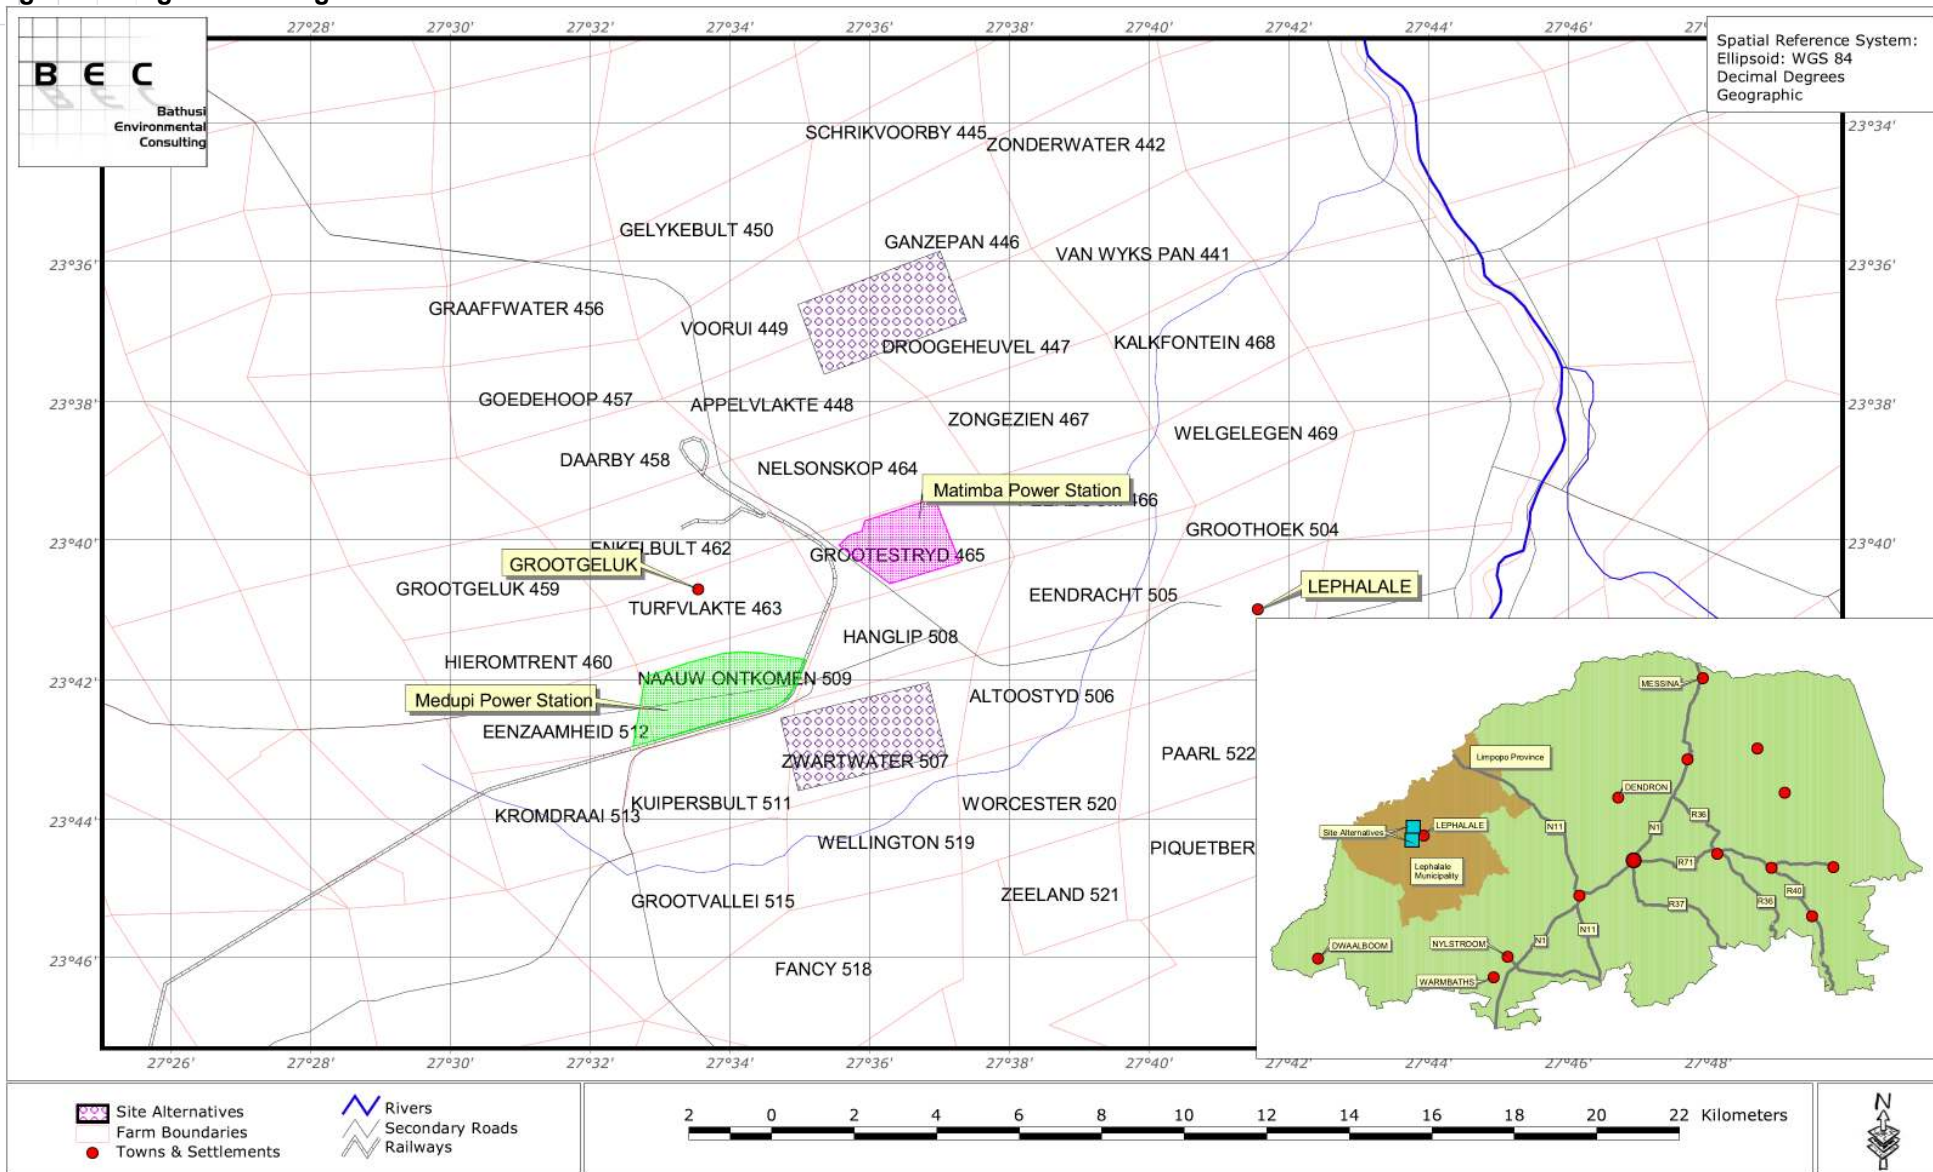 27°28' 27°30' 27°32' 27°34' 27°36' 27°38' 27°40' 27°42' 27°44' 27°46'
B E C
Bathusi
Environmental
Consulting
Spatial Reference System:
Ellipsoid: WGS 84
Decimal Degrees
Geographic
23°34'
SCHRIKVOORBY 445
ZONDERWATER 442
GELYKEBULT 450
GANZEPAN 446
VAN WYKS PAN 441
23°36' 23°36'
GRAAFFWATER 456
VOORUI 449
DROOGEHEUVEL 447
KALKFONTEIN 468
GOEDEHOOP 457
APPELVLAKTE 448
23°38' 23°38'
ZONGEZIEN 467
WELGELEGEN 469
DAARBY 458
NELSONSKOP 464
Matimba Power Station
466
GROOTHOEK 504
23°40' 23°40'
ENKELBULT 462
GROOTESTRYD 465
GROOTGELUK
GROOTGELUK 459
TURFVLAKTE 463
EENDRACHT 505
LEPHALALE
HANGLIP 508
HIEROMTRENT 460
NAAUW ONTKOMEN 509
23°42'
Medupi Power Station
ALTOOSTYD 506
EENZAAMHEID 512
ZWARTWATER 507
PAARL 522
KUIPERSBULT 511
WORCESTER 520
KROMDRAAI 513
23°44'
WELLINGTON 519
PIQUETBER
GROOTVALLEI 515
ZEELAND 521
23°46'
FANCY 518
MESSINA
Limpopo Province
DENDRON
Site Alternatives
LEPHALALE
N11
N1
R36
Lephalale
Municipality
R71
R40
R37
R36
DWAALBOOM
NYLSTROOM
N1
N11
WARMBATHS
27°26' 27°28' 27°30' 27°32' 27°34' 27°36' 27°38' 27°40' 27°42' 27°44' 27°46' 27°48'
Site Alternatives
Farm Boundaries
Towns & Settlements
Rivers
Secondary Roads
Railways
2 0 2 4 6 8 10 12 14 16 18 20 22 Kilometers
N
23°34'